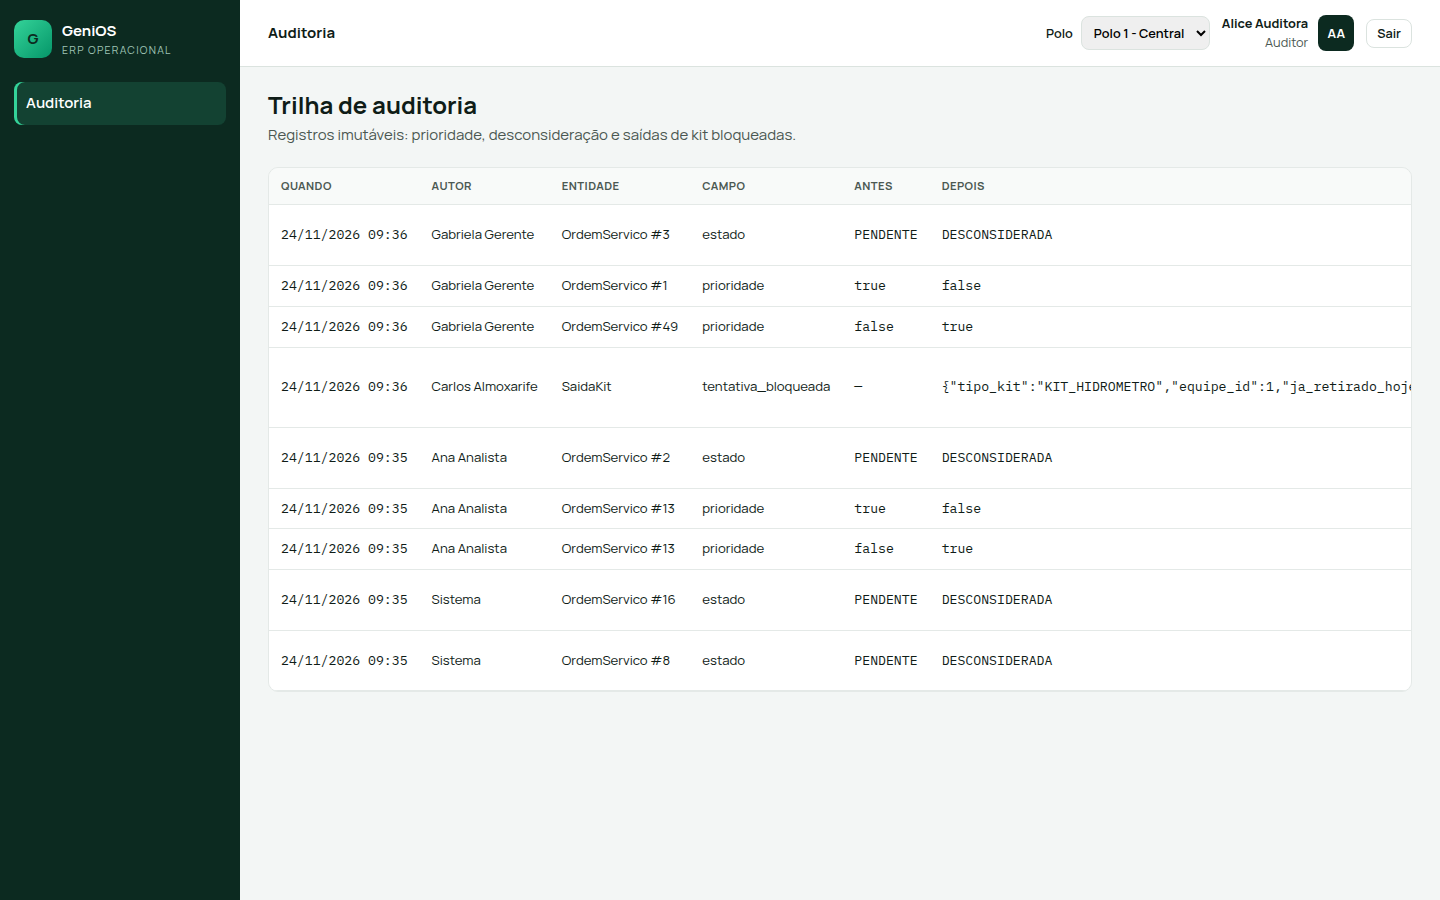 G
GeniOS
ERP OPERACIONAL
Auditoria
Auditoria
Polo
Polo 1 - Central
Alice Auditora
Auditor
AA
Sair
Trilha de auditoria
Registros imutáveis: prioridade, desconsideração e saídas de kit bloqueadas.
QUANDO AUTOR ENTIDADE CAMPO ANTES DEPOIS
24/11/2026 09:36 Gabriela Gerente OrdemServico #3 estado PENDENTE DESCONSIDERADA
24/11/2026 09:36 Gabriela Gerente OrdemServico #1 prioridade true false
24/11/2026 09:36 Gabriela Gerente OrdemServico #49 prioridade false true
24/11/2026 09:36 Carlos Almoxarife SaidaKit tentativa_bloqueada — {"tipo_kit":"KIT_HIDROMETRO","equipe_id":1,"ja_retirado_hoje
24/11/2026 09:35 Ana Analista OrdemServico #2 estado PENDENTE DESCONSIDERADA
24/11/2026 09:35 Ana Analista OrdemServico #13 prioridade true false
24/11/2026 09:35 Ana Analista OrdemServico #13 prioridade false true
24/11/2026 09:35 Sistema OrdemServico #16 estado PENDENTE DESCONSIDERADA
24/11/2026 09:35 Sistema OrdemServico #8 estado PENDENTE DESCONSIDERADA